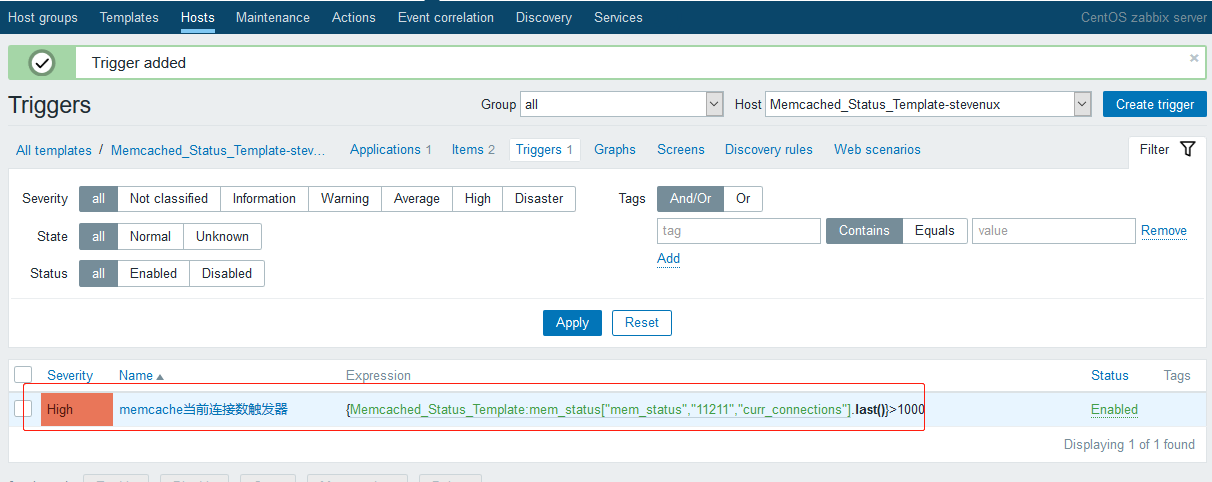 Host groups Templates Hosts Maintenance Actions Event correlation Discovery Services CentOS zabbix server
Trigger added ×
Triggers Group all Host Memcached_Status_Template-stevenux Create trigger
All templates / Memcached_Status_Template-stev... Applications 1 Items 2 Triggers 1 Graphs Screens Discovery rules Web scenarios Filter
Severity all Not classified Information Warning Average High Disaster Tags And/Or Or
State all Normal Unknown tag Contains Equals value Remove
Add
Status all Enabled Disabled
Apply Reset
Severity Name Expression Status Tags
High memcache当前连接数触发器 {Memcached_Status_Template:mem_status["mem_status","11211","curr_connections"].last()}>1000 Enabled
Displaying 1 of 1 found